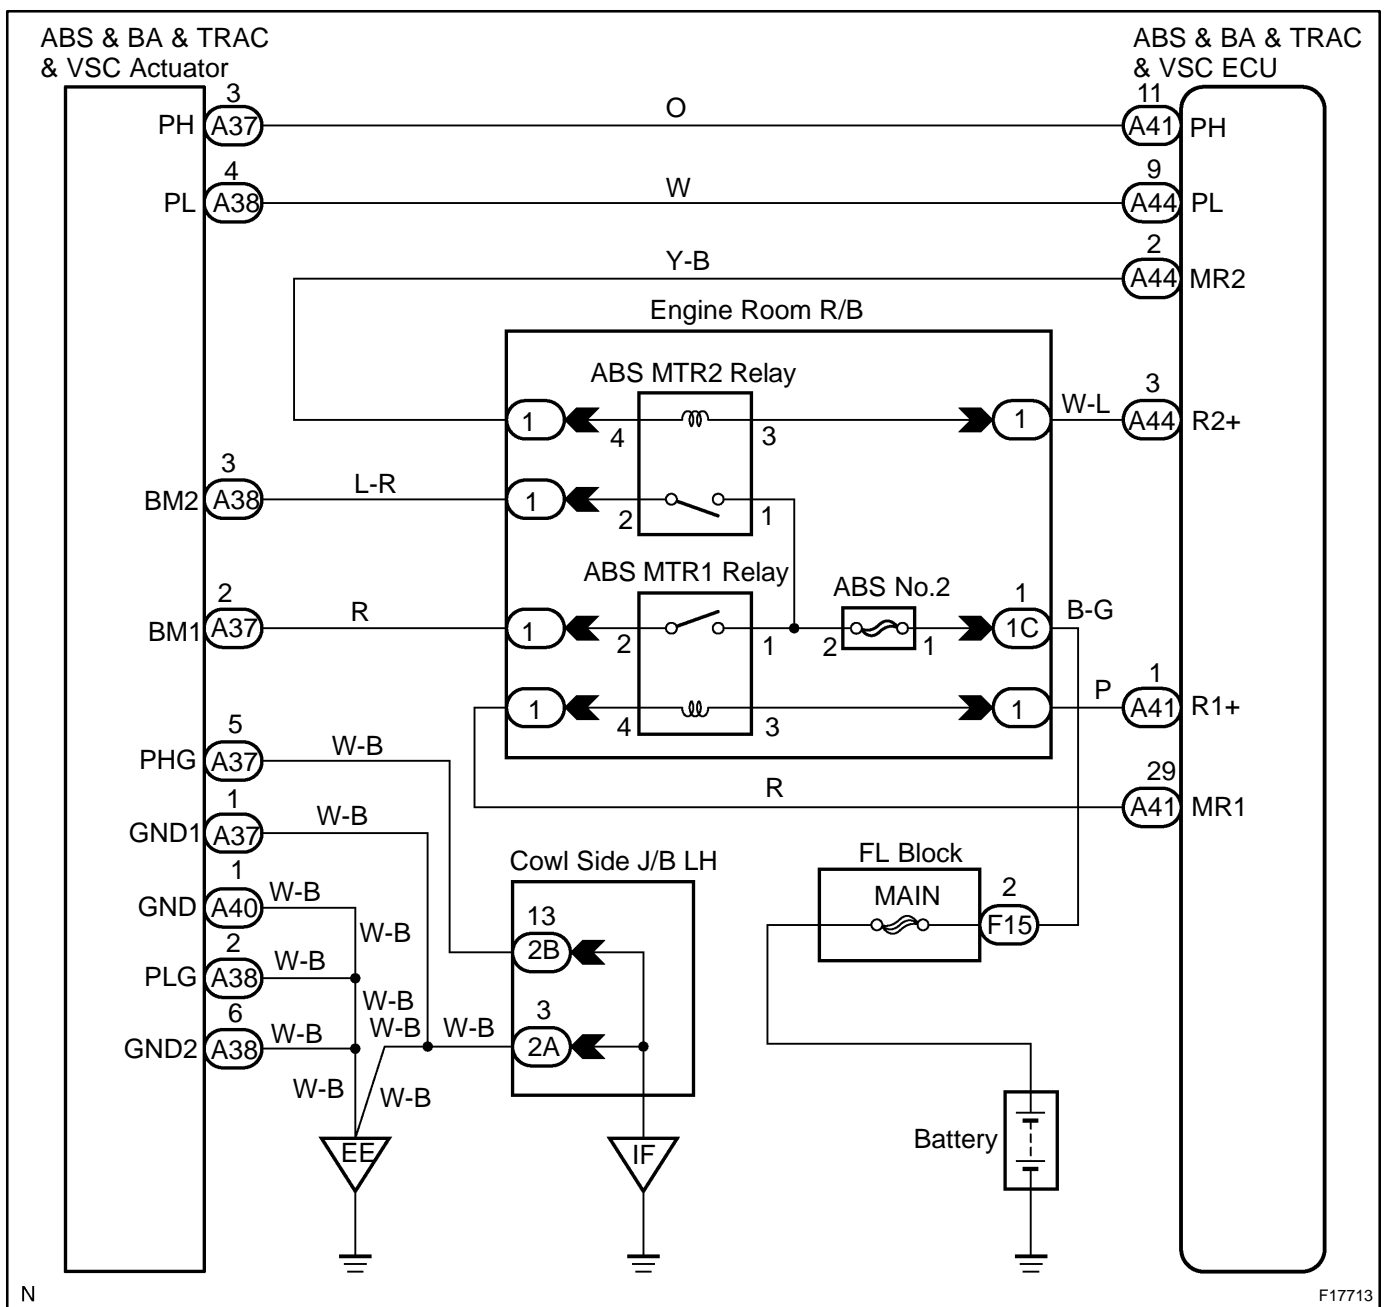 ABS & BA & TRAC
& VSC Actuator
ABS & BA & TRAC
& VSC ECU
3
PH
A37
O
11
A41
PH
4
PL
A38
W
9
A44
PL
Y-B
2
A44
MR2
Engine Room R/B
ABS MTR2 Relay
1
4
3
1
W-L
3
A44
R2+
3
BM2
A38
L-R
1
2
1
ABS MTR1 Relay
ABS No.2
2
BM1
A37
R
1
2
1
2
1
1
1C
B-G
1
4
3
1
P
1
A41
R1+
5
PHG
A37
W-B
R
29
A41
MR1
1
GND1
A37
W-B
Cowl Side J/B LH
FL Block
MAIN
2
F15
1
GND
A40
W-B
W-B
13
2B
2
PLG
A38
W-B
W-B
6
GND2
A38
W-B
W-B
W-B
3
2A
W-B
W-B
EE
IF
Battery
N
F17713